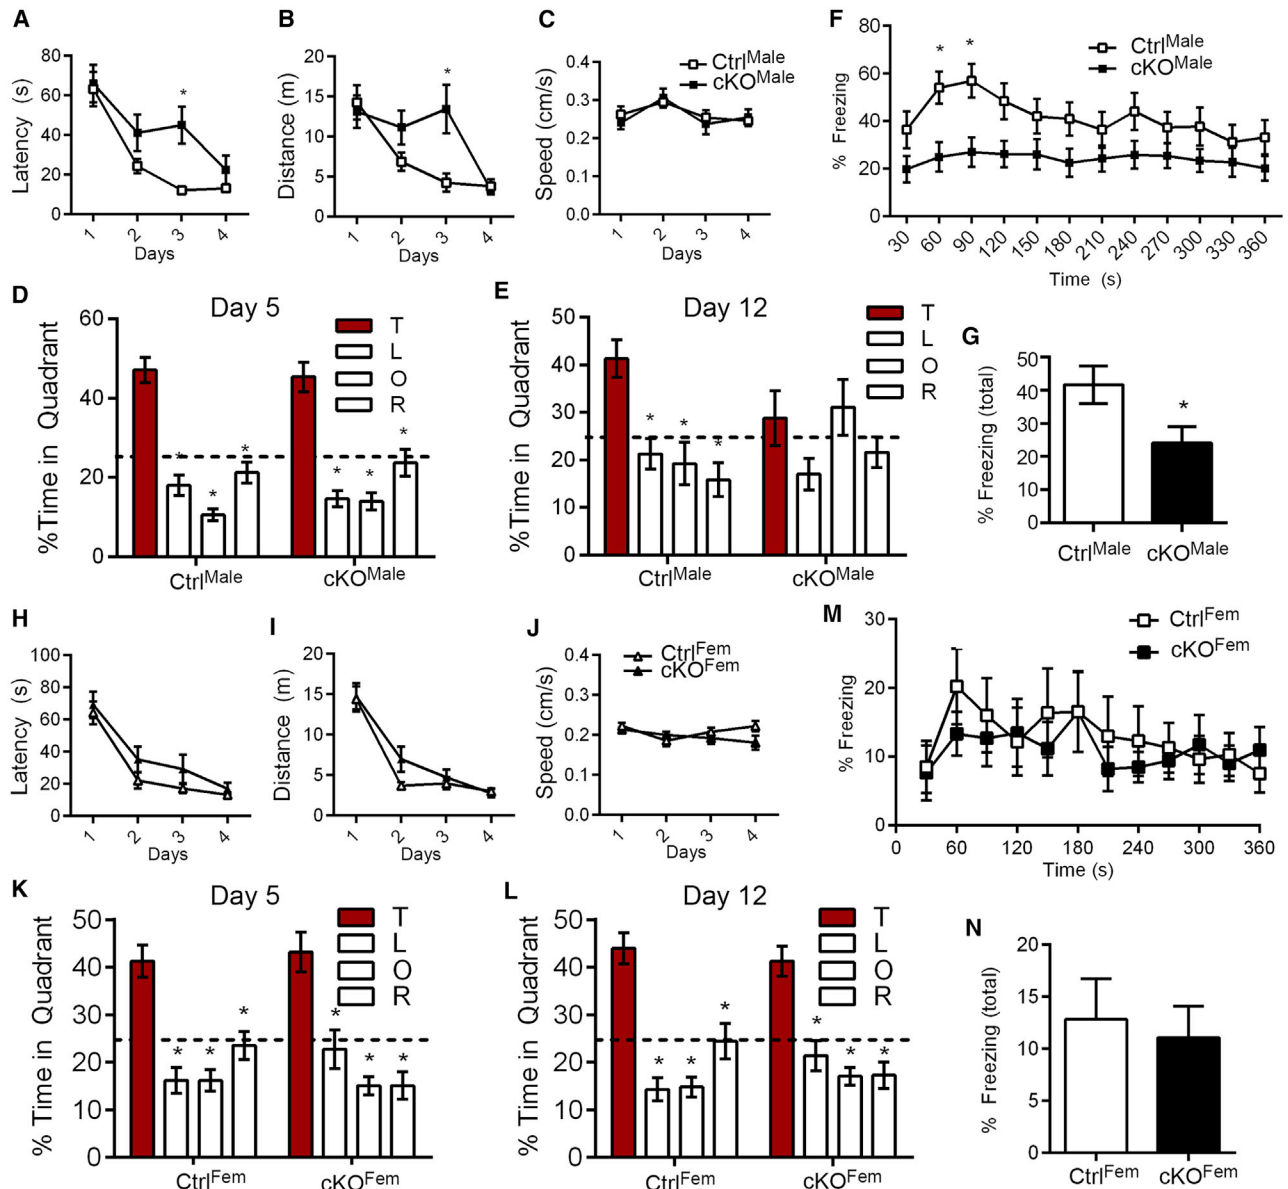 A
Latency (s)
80
60
40
20
0
1 2 3 4
Days
*
B
Distance (m)
20
15
10
5
0
1 2 3 4
Days
*
C
Speed (cm/s)
0.4
0.3
0.2
0.1
0.0
1 2 3 4
Days
CtrlMale
cKOMale
F
% Freezing
80
60
40
20
0
* *
CtrlMale
cKOMale
30 60 90 120 150 180 210 240 270 300 330 360
Time (s)
D
Day 5
%Time in Quadrant
60
40
20
0
T
L
O
R
* * * * * *
CtrlMale cKOMale
E
Day 12
%Time in Quadrant
50
40
30
20
10
0
T
L
O
R
* * *
CtrlMale cKOMale
G
% Freezing (total)
50
40
30
20
10
0
*
CtrlMale cKOMale
H
Latency (s)
100
80
60
40
20
0
1 2 3 4
Days
I
Distance (m)
20
15
10
5
0
1 2 3 4
Days
J
Speed (cm/s)
0.4
0.3
0.2
0.1
0.0
1 2 3 4
Days
CtrlFem
cKOFem
M
% Freezing
30
20
10
0
CtrlFem
cKOFem
0 60 120 180 240 300 360
Time (s)
K
Day 5
% Time in Quadrant
50
40
30
20
10
0
T
L
O
R
* * * * * *
CtrlFem cKOFem
L
Day 12
% Time in Quadrant
50
40
30
20
10
0
T
L
O
R
* * * * * *
CtrlFem cKOFem
N
% Freezing (total)
20
15
10
5
0
CtrlFem cKOFem